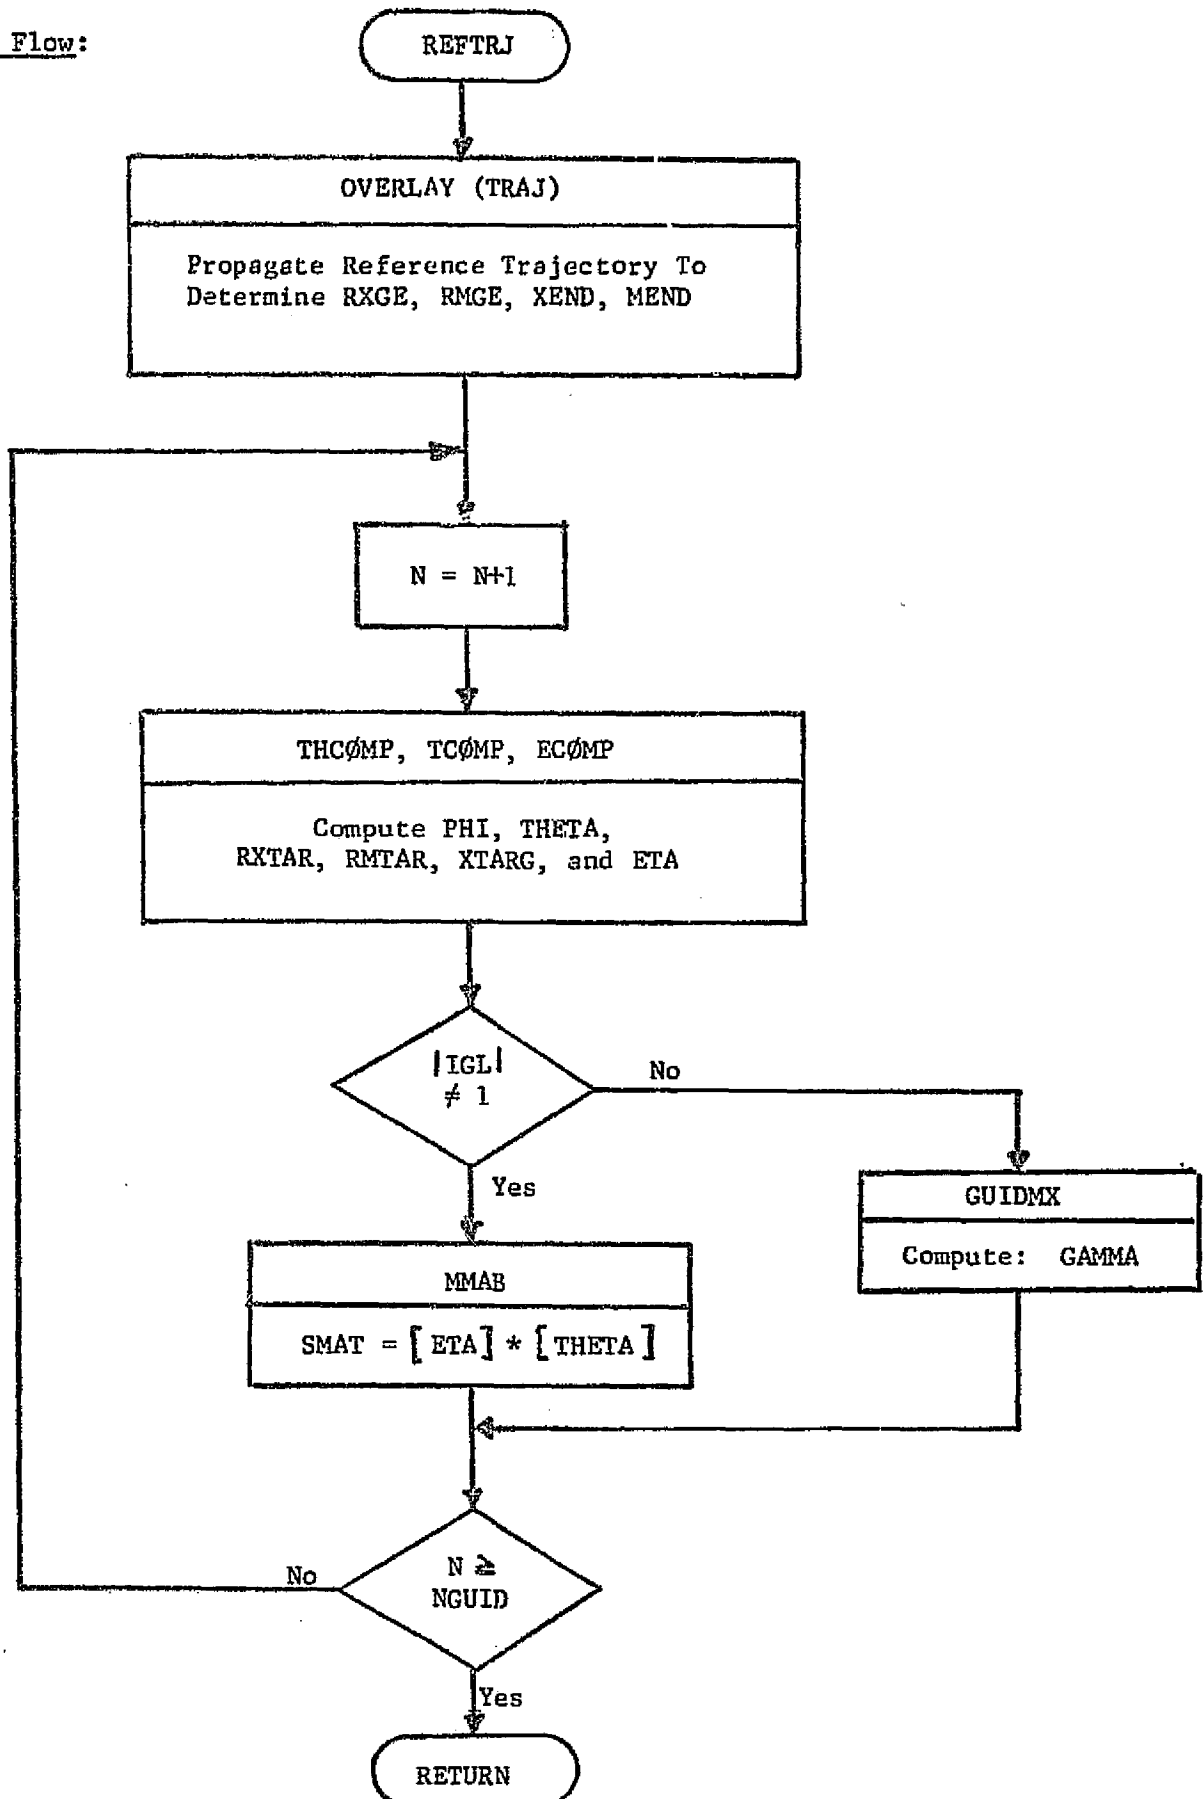 Flow:
REFTRJ
OVERLAY (TRAJ)
Propagate Reference Trajectory To
Determine RXGE, RMGE, XEND, MEND
N = N+1
THCØMP, TCØMP, ECØMP
Compute PHI, THETA,
RXTAR, RMTAR, XTARG, and ETA
|IGL|
≠ 1
No
Yes
GUIDMX
Compute: GAMMA
MMAB
SMAT = [ETA] * [THETA]
N ≧
NGUID
No
Yes
RETURN